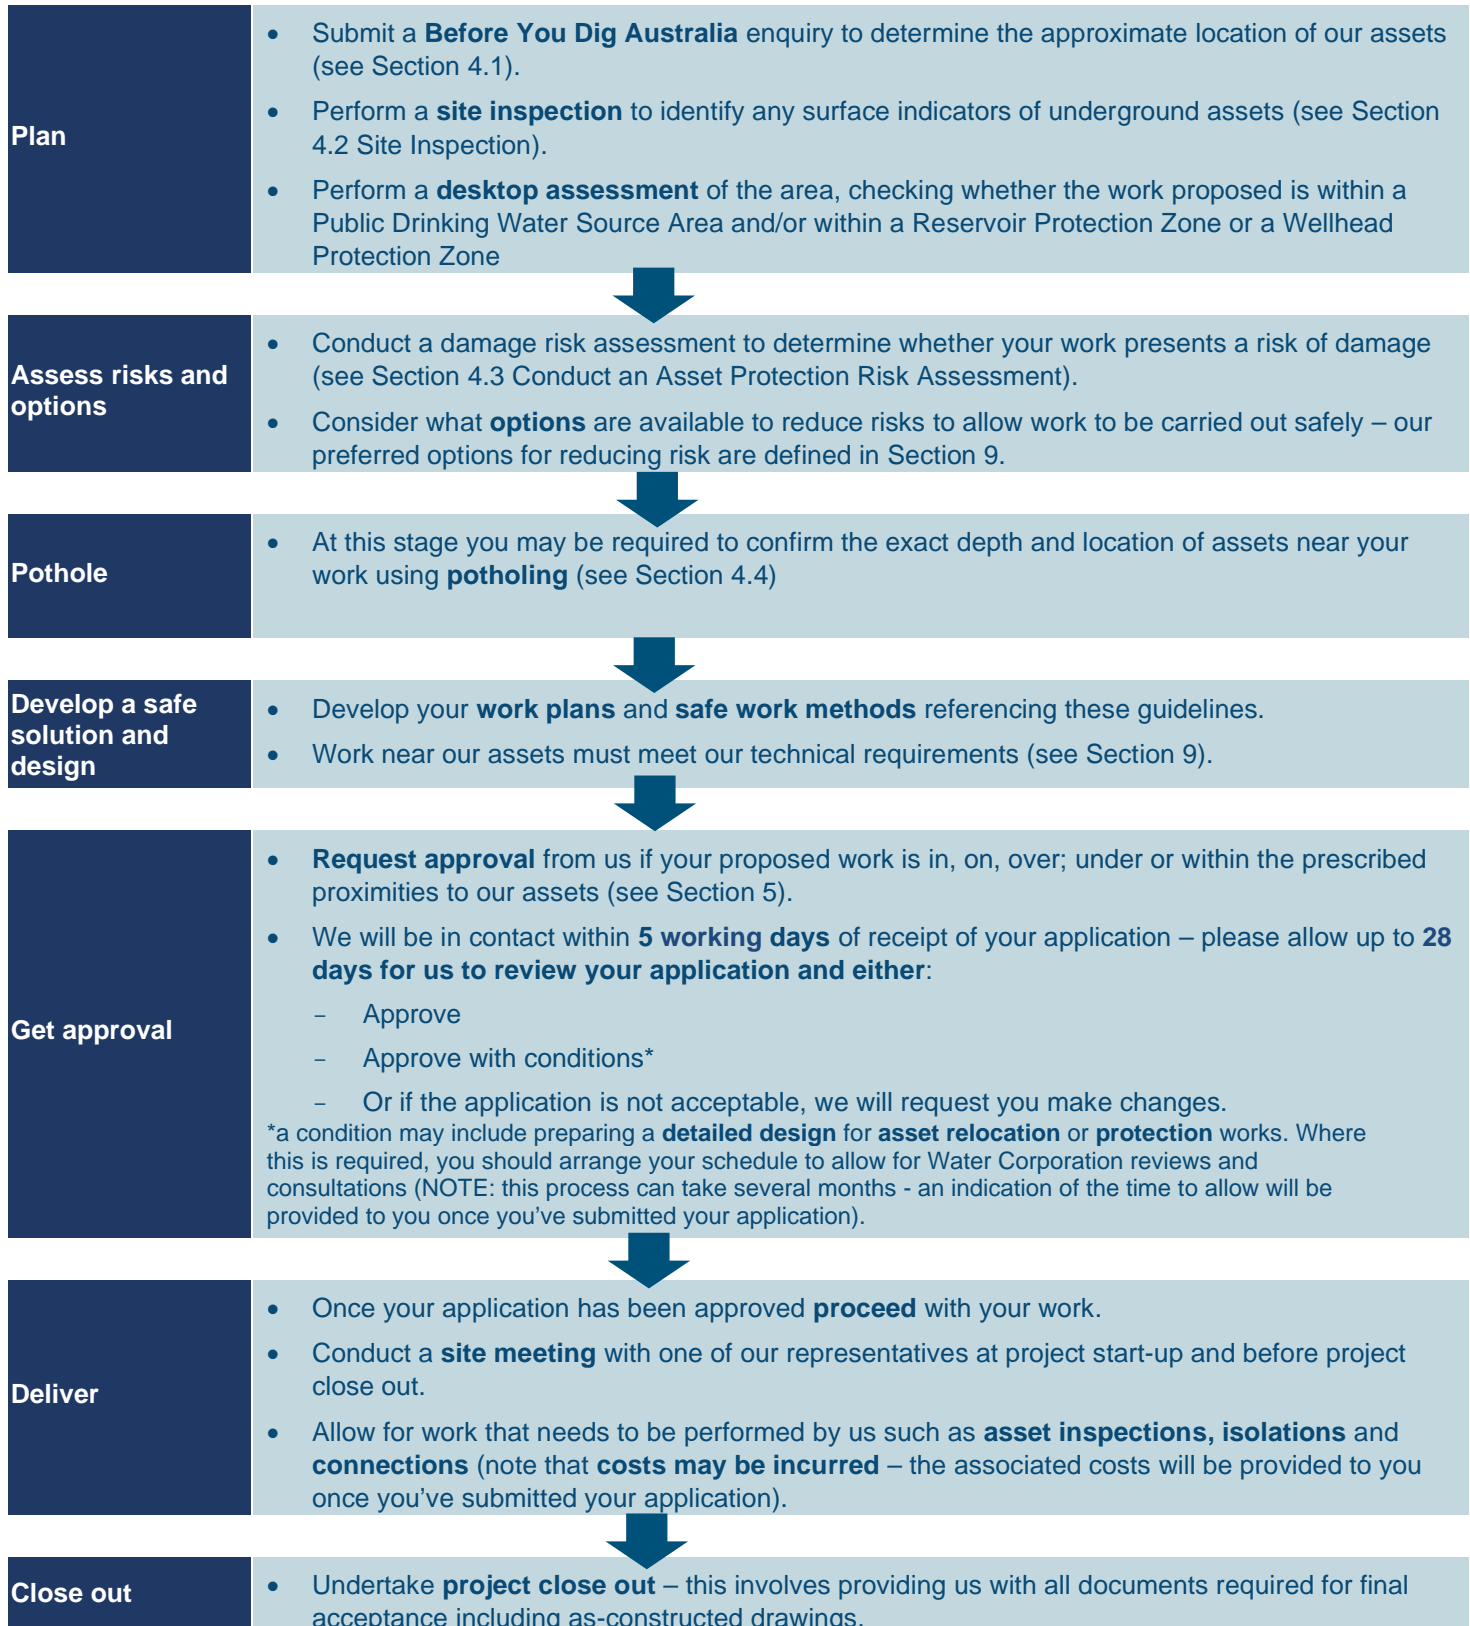 Plan
• Submit a Before You Dig Australia enquiry to determine the approximate location of our assets
(see Section 4.1).
• Perform a site inspection to identify any surface indicators of underground assets (see Section
4.2 Site Inspection).
• Perform a desktop assessment of the area, checking whether the work proposed is within a
Public Drinking Water Source Area and/or within a Reservoir Protection Zone or a Wellhead
Protection Zone
Assess risks and
options
• Conduct a damage risk assessment to determine whether your work presents a risk of damage
(see Section 4.3 Conduct an Asset Protection Risk Assessment).
• Consider what options are available to reduce risks to allow work to be carried out safely – our
preferred options for reducing risk are defined in Section 9.
Pothole
• At this stage you may be required to confirm the exact depth and location of assets near your
work using potholing (see Section 4.4)
Develop a safe
solution and
design
• Develop your work plans and safe work methods referencing these guidelines.
• Work near our assets must meet our technical requirements (see Section 9).
Get approval
• Request approval from us if your proposed work is in, on, over; under or within the prescribed
proximities to our assets (see Section 5).
• We will be in contact within 5 working days of receipt of your application – please allow up to 28
days for us to review your application and either:
- Approve
- Approve with conditions*
- Or if the application is not acceptable, we will request you make changes.
*a condition may include preparing a detailed design for asset relocation or protection works. Where
this is required, you should arrange your schedule to allow for Water Corporation reviews and
consultations (NOTE: this process can take several months - an indication of the time to allow will be
provided to you once you’ve submitted your application).
Deliver
• Once your application has been approved proceed with your work.
• Conduct a site meeting with one of our representatives at project start-up and before project
close out.
• Allow for work that needs to be performed by us such as asset inspections, isolations and
connections (note that costs may be incurred – the associated costs will be provided to you
once you’ve submitted your application).
Close out
• Undertake project close out – this involves providing us with all documents required for final
acceptance including as-constructed drawings.